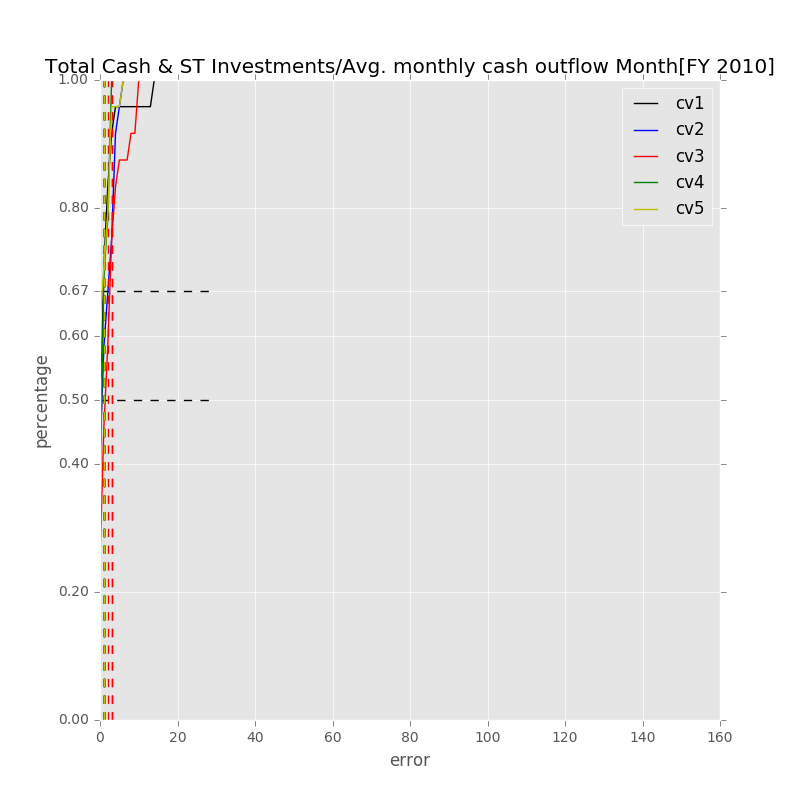 Total Cash & ST Investments/Avg. monthly cash outflow Month[FY 2010]
1.00
0.80
0.67
0.60
0.50
0.40
0.20
0.00
percentage
cv1
cv2
cv3
cv4
cv5
0 20 40 60 80 100 120 140 160
error